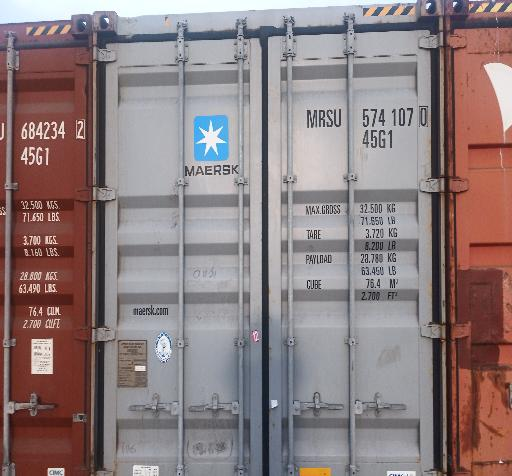 U 684234 2
45G1
32.500 KGS.
71.650 LBS.
3.700 KGS.
8.160 LBS.
28.800 KGS.
63.490 LBS.
76.4 CUM.
2.700 CUFT.
MAERSK
maersk.com
MRSU 574 107 0
45G1
MAX.GROSS 32.500 KG
71.650 LB
TARE 3.720 KG
8.200 LB
PAYLOAD 28.780 KG
63.450 LB
CUBE 76.4 M³
2.700 FT³
CIMC
CIMC